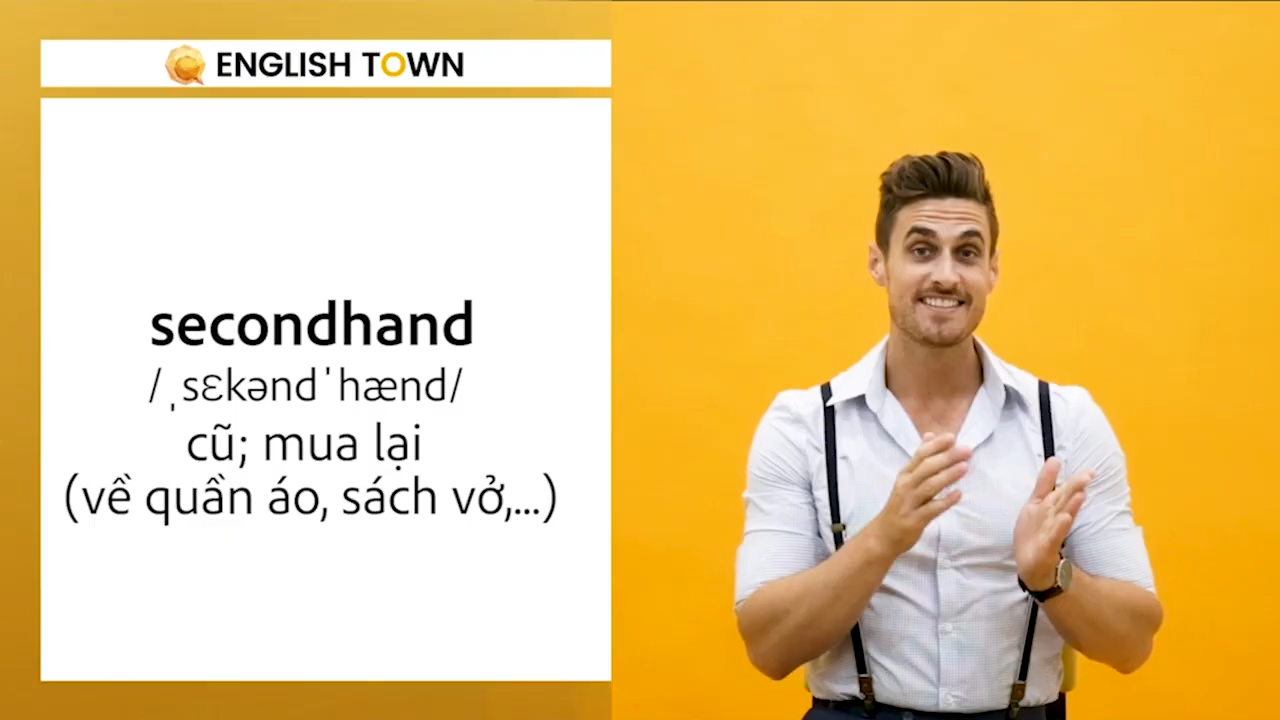 ENGLISH TOWN
secondhand
/ˌsɛkəndˈhænd/
cũ; mua lại
(về quần áo, sách vở,...)